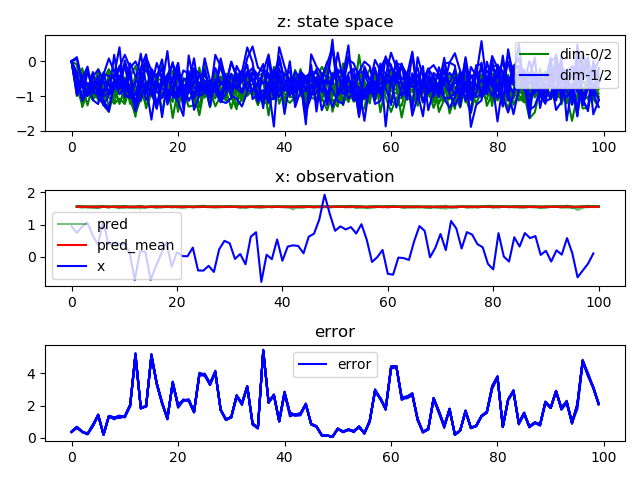 z: state space
0
−1
−2
dim-0/2
dim-1/2
0 20 40 60 80 100
x: observation
2
1
0
pred
pred_mean
x
0 20 40 60 80 100
error
4
2
0
error
0 20 40 60 80 100